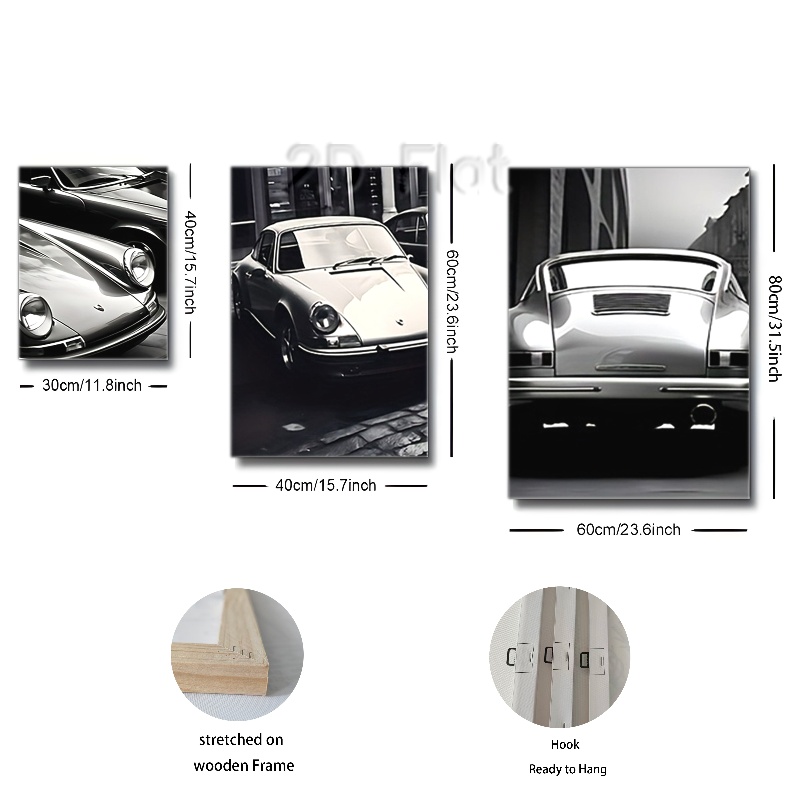 2D Flat
40cm/15.7inch
30cm/11.8inch
60cm/23.6inch
40cm/15.7inch
80cm/31.5inch
60cm/23.6inch
stretched on
wooden Frame
Hook
Ready to Hang